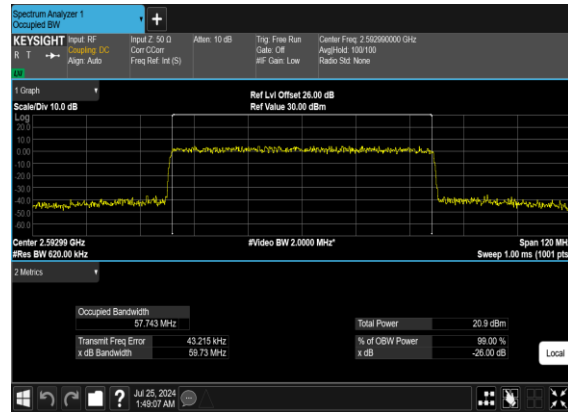 Spectrum Analyzer 1
Occupied BW
+
KEYSIGHT
R T
LV
Input: RF
Coupling: DC
Align: Auto
Input Z: 50 Ω
Corr CCorr
Freq Ref: Int (S)
Atten: 10 dB
Trig: Free Run
Gate: Off
#IF Gain: Low
Center Freq: 2.592990000 GHz
Avg|Hold: 100/100
Radio Std: None
1 Graph
Scale/Div 10.0 dB
Ref Lvl Offset 26.00 dB
Ref Value 30.00 dBm
Log
20.0
10.0
0.00
-10.0
-20.0
-30.0
-40.0
-50.0
-60.0
Center 2.59299 GHz
#Res BW 620.00 kHz
#Video BW 2.0000 MHz*
Span 120 MH
Sweep 1.00 ms (1001 pts
2 Metrics
Occupied Bandwidth
57.743 MHz
Transmit Freq Error 43.215 kHz
x dB Bandwidth 59.73 MHz
Total Power 20.9 dBm
% of OBW Power 99.00 %
x dB -26.00 dB
Local
?
Jul 25, 2024
1:49:07 AM